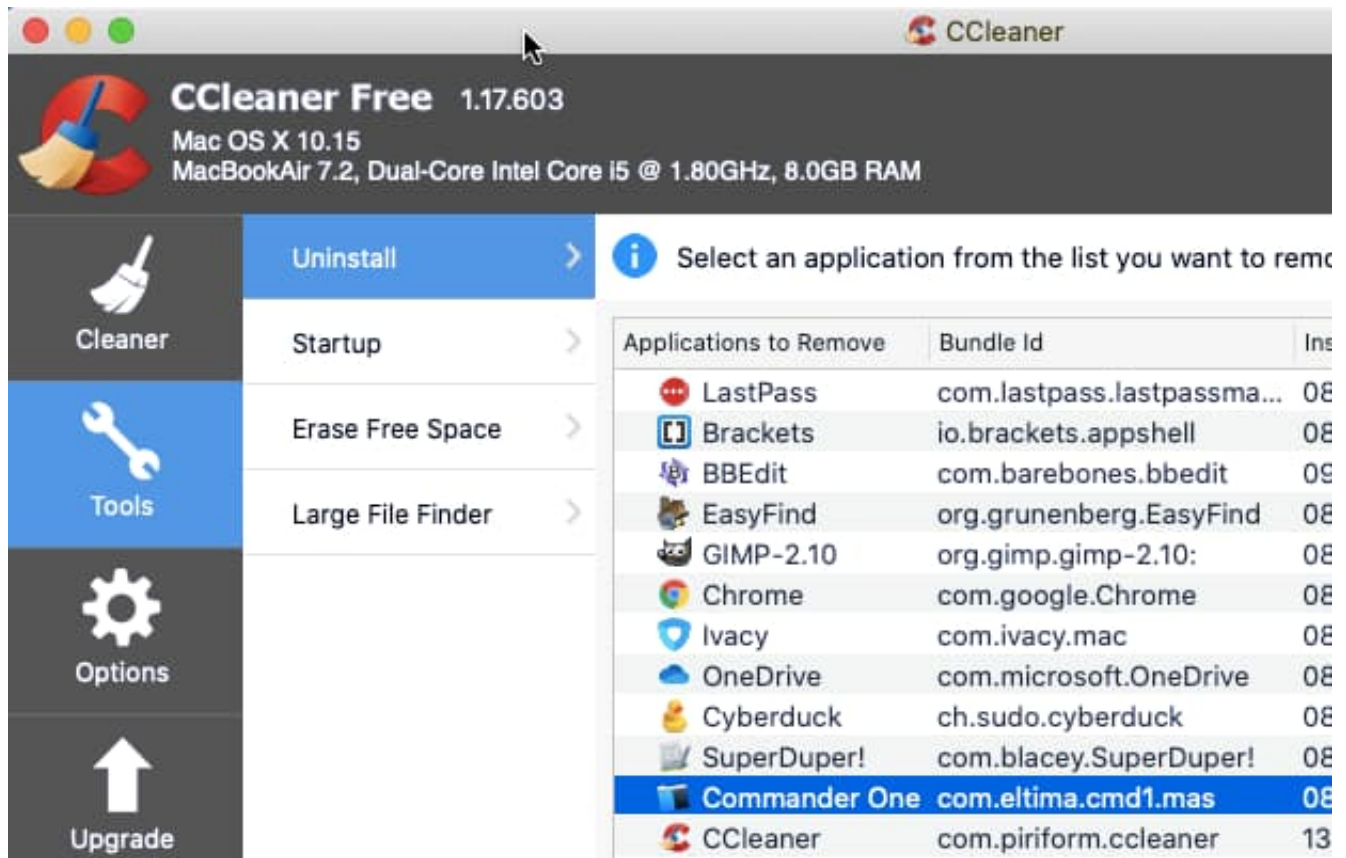 CCleaner
CCleaner Free 1.17.603
Mac OS X 10.15
MacBookAir 7.2, Dual-Core Intel Core i5 @ 1.80GHz, 8.0GB RAM
Cleaner
Tools
Options
Upgrade
Uninstall
Startup
Erase Free Space
Large File Finder
Select an application from the list you want to remo
Applications to Remove Bundle Id Ins
LastPass com.lastpass.lastpassma... 08
Brackets io.brackets.appshell 08
BBEdit com.barebones.bbedit 09
EasyFind org.grunenberg.EasyFind 08
GIMP-2.10 org.gimp.gimp-2.10: 08
Chrome com.google.Chrome 08
Ivacy com.ivacy.mac 08
OneDrive com.microsoft.OneDrive 08
Cyberduck ch.sudo.cyberduck 08
SuperDuper! com.blacey.SuperDuper! 08
Commander One com.eltima.cmd1.mas 08
CCleaner com.piriform.ccleaner 13